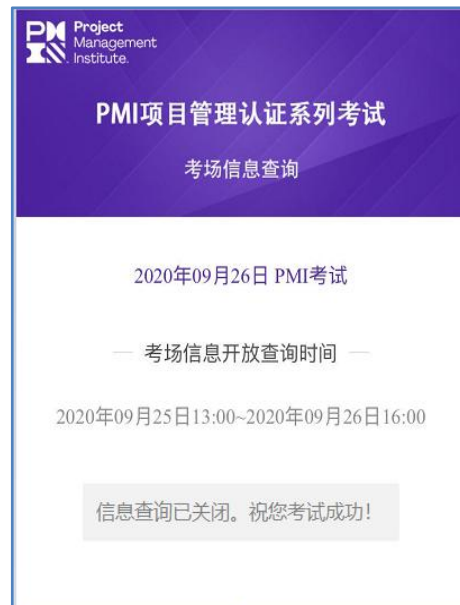 PM
Project
Management
Institute.
PMI项目管理认证系列考试
考场信息查询
2020年09月26日 PMI考试
考场信息开放查询时间
2020年09月25日13:00~2020年09月26日16:00
信息查询已关闭。祝您考试成功!